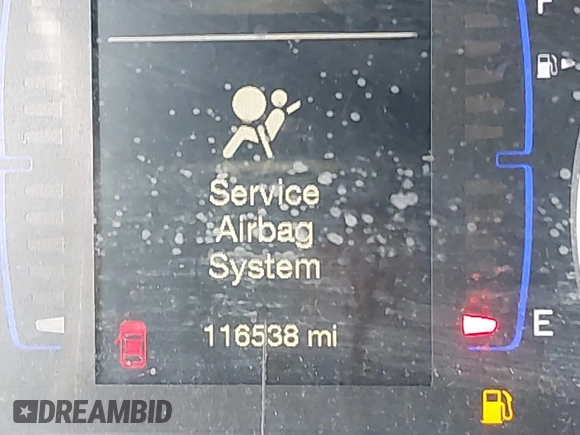 F
Service
Airbag
System
116538 mi
E
DREAMBID